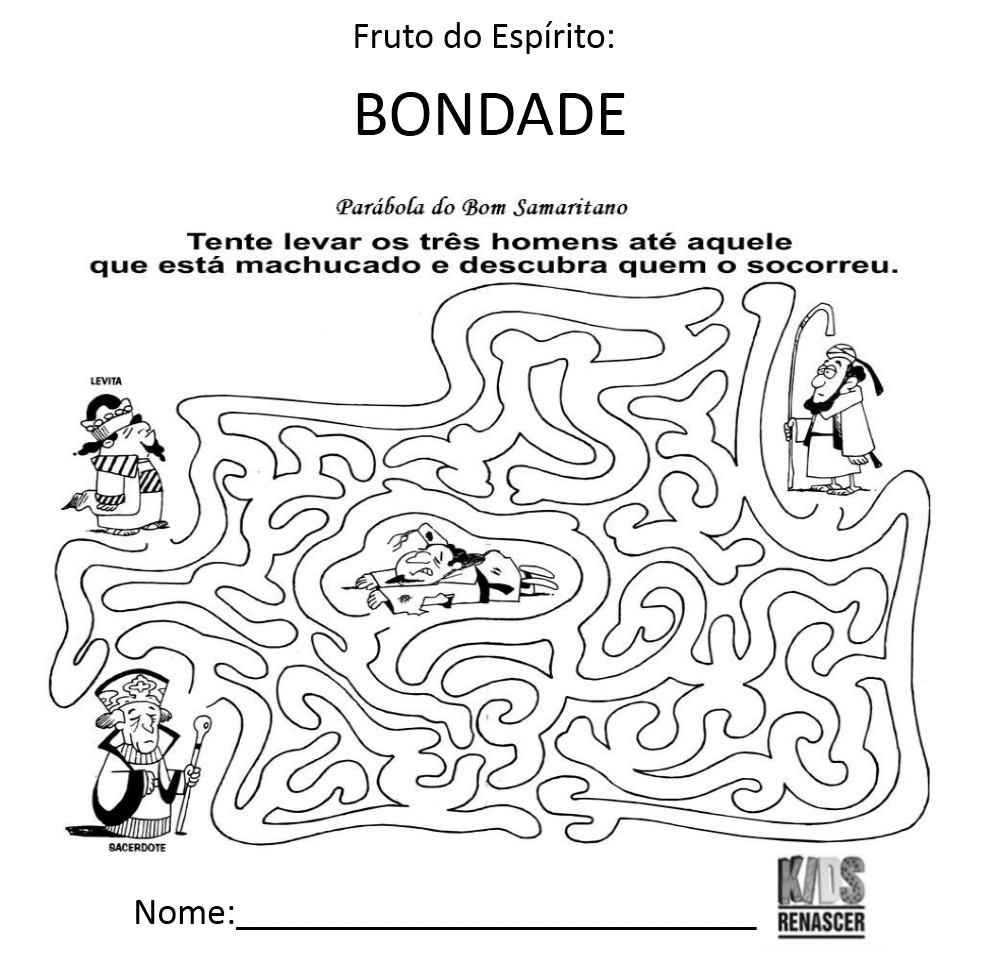 Fruto do Espírito:
BONDADE
Parábola do Bom Samaritano
Tente levar os três homens até aquele
que está machucado e descubra quem o socorreu.
LEVITA
SACERDOTE
KIDS
RENASCER
Nome:______________________________